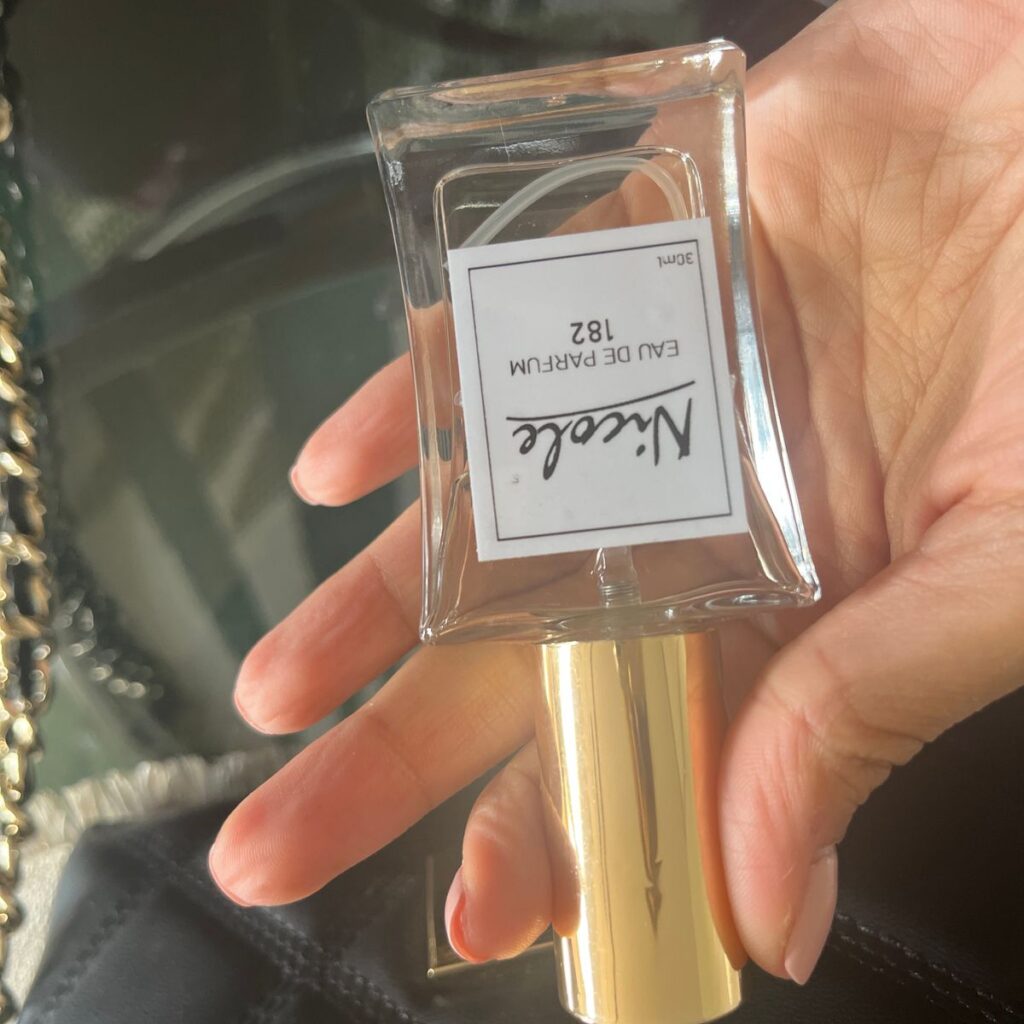 Nicole
EAU DE PARFUM
182
30ml